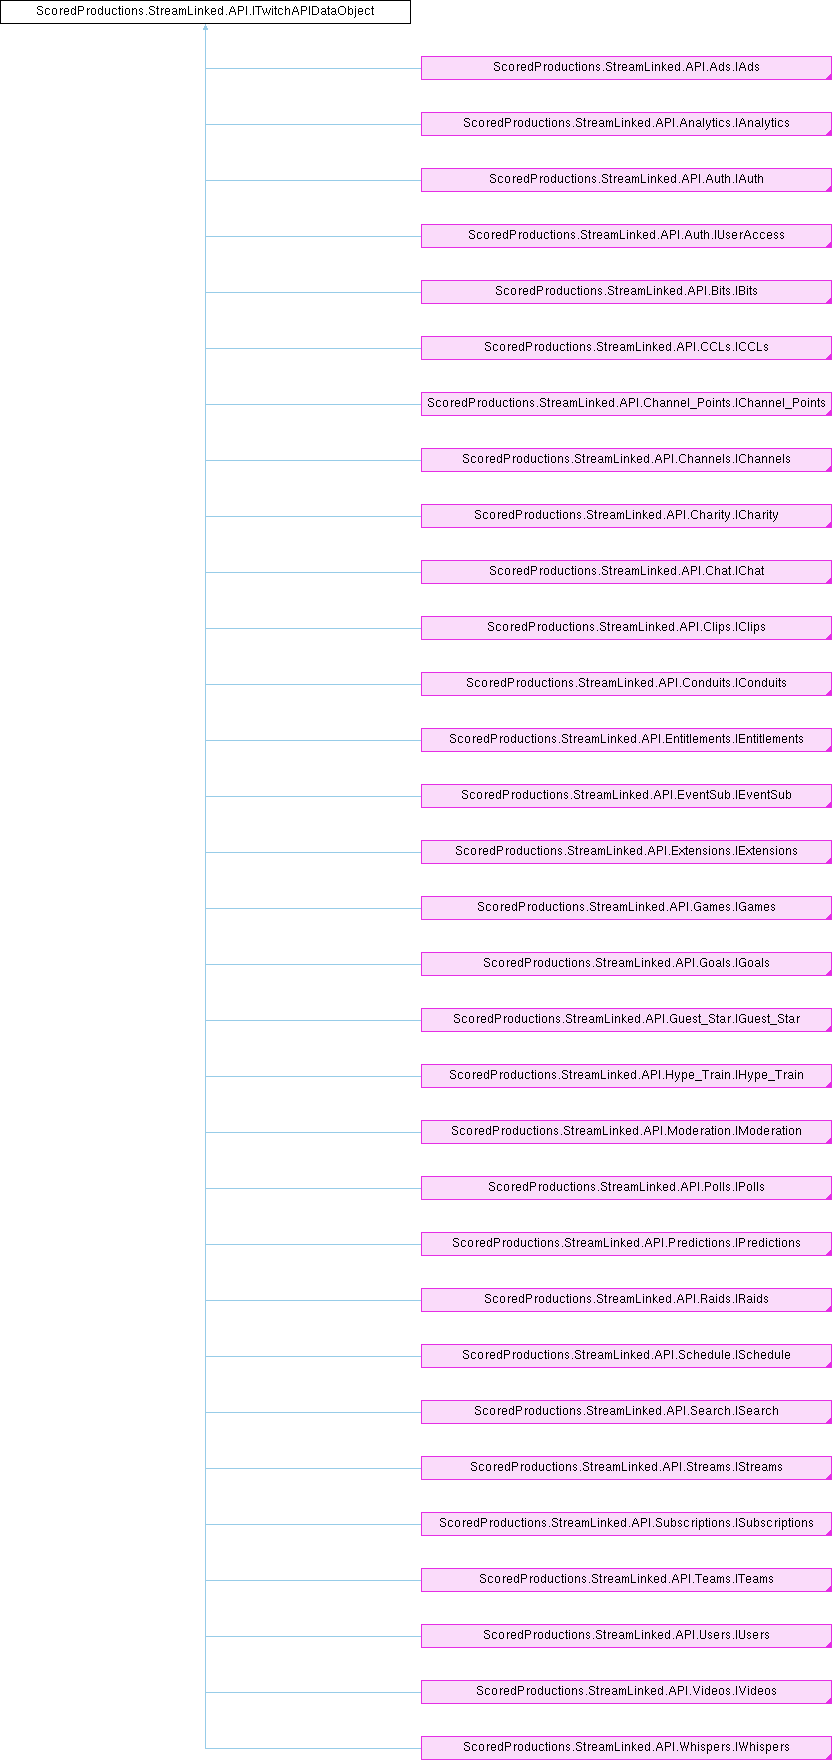 ScoredProductions.StreamLinked.API.ITwitchAPIDataObject
ScoredProductions.StreamLinked.API.Ads.IAds
ScoredProductions.StreamLinked.API.Analytics.IAnalytics
ScoredProductions.StreamLinked.API.Auth.IAuth
ScoredProductions.StreamLinked.API.Auth.IUserAccess
ScoredProductions.StreamLinked.API.Bits.IBits
ScoredProductions.StreamLinked.API.CCLs.ICCLs
ScoredProductions.StreamLinked.API.Channel_Points.IChannel_Points
ScoredProductions.StreamLinked.API.Channels.IChannels
ScoredProductions.StreamLinked.API.Charity.ICharity
ScoredProductions.StreamLinked.API.Chat.IChat
ScoredProductions.StreamLinked.API.Clips.IClips
ScoredProductions.StreamLinked.API.Conduits.IConduits
ScoredProductions.StreamLinked.API.Entitlements.IEntitlements
ScoredProductions.StreamLinked.API.EventSub.IEventSub
ScoredProductions.StreamLinked.API.Extensions.IExtensions
ScoredProductions.StreamLinked.API.Games.IGames
ScoredProductions.StreamLinked.API.Goals.IGoals
ScoredProductions.StreamLinked.API.Guest_Star.IGuest_Star
ScoredProductions.StreamLinked.API.Hype_Train.IHype_Train
ScoredProductions.StreamLinked.API.Moderation.IModeration
ScoredProductions.StreamLinked.API.Polls.IPolls
ScoredProductions.StreamLinked.API.Predictions.IPredictions
ScoredProductions.StreamLinked.API.Raids.IRaids
ScoredProductions.StreamLinked.API.Schedule.ISchedule
ScoredProductions.StreamLinked.API.Search.ISearch
ScoredProductions.StreamLinked.API.Streams.IStreams
ScoredProductions.StreamLinked.API.Subscriptions.ISubscriptions
ScoredProductions.StreamLinked.API.Teams.ITeams
ScoredProductions.StreamLinked.API.Users.IUsers
ScoredProductions.StreamLinked.API.Videos.IVideos
ScoredProductions.StreamLinked.API.Whispers.IWhispers